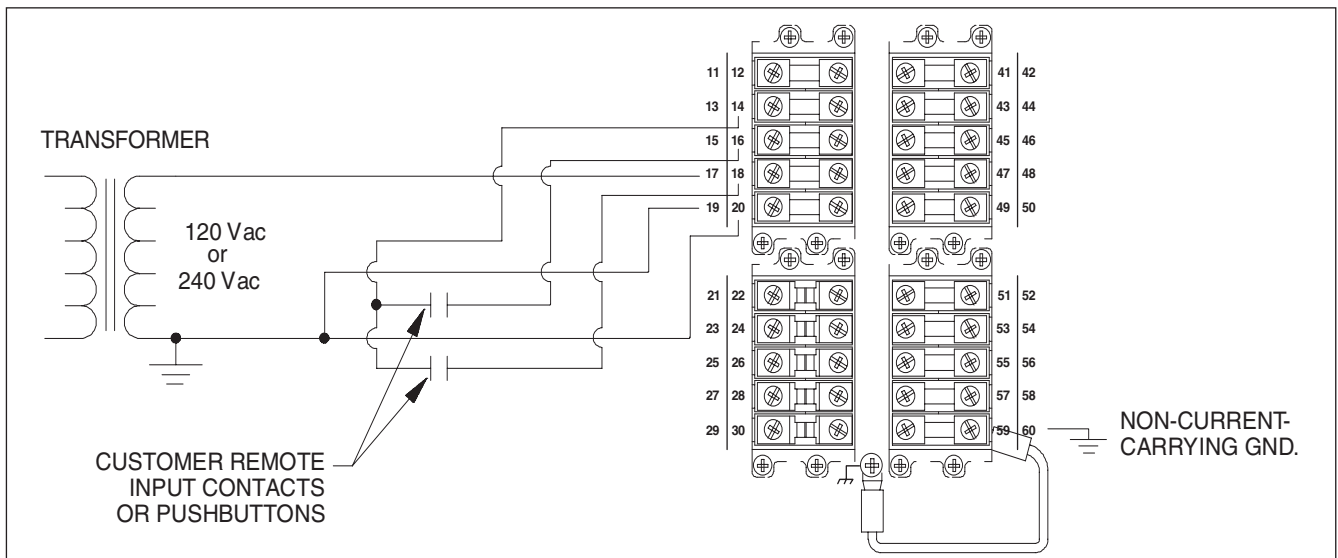 TRANSFORMER
120 Vac
or
240 Vac
CUSTOMER REMOTE
INPUT CONTACTS
OR PUSHBUTTONS
11 12
13 14
15 16
17 18
19 20
21 22
23 24
25 26
27 28
29 30
41 42
43 44
45 46
47 48
49 50
51 52
53 54
55 56
57 58
59 60
NON-CURRENT-
CARRYING GND.